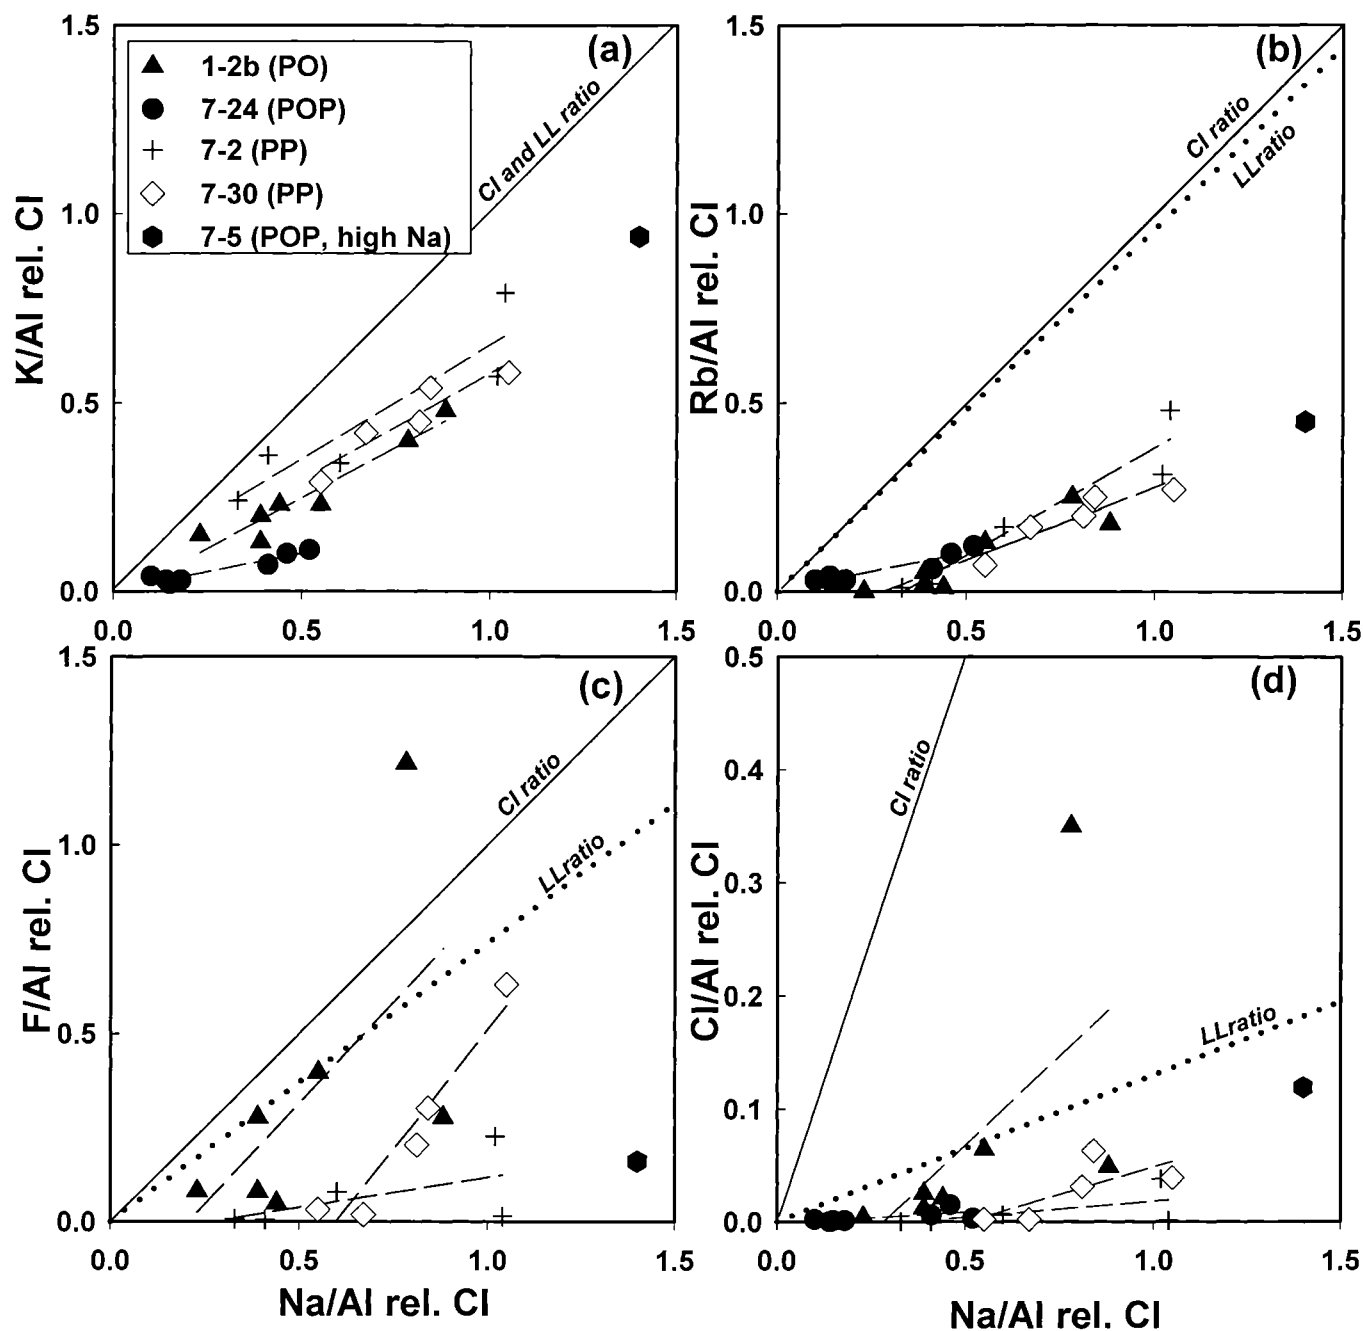 (a)
1-2b (PO)
7-24 (POP)
7-2 (PP)
7-30 (PP)
7-5 (POP, high Na)
CI and LL ratio
K/Al rel. CI
1.5
1.0
0.5
0.0
0.0 0.5 1.0 1.5
(b)
CI ratio
LLratio
Rb/Al rel. CI
1.5
1.0
0.5
0.0
0.0 0.5 1.0 1.5
(c)
CI ratio
LLratio
F/Al rel. CI
1.5
1.0
0.5
0.0
0.0 0.5 1.0 1.5
Na/Al rel. CI
(d)
CI ratio
LLratio
Cl/Al rel. CI
0.5
0.4
0.3
0.2
0.1
0.0
0.0 0.5 1.0 1.5
Na/Al rel. CI